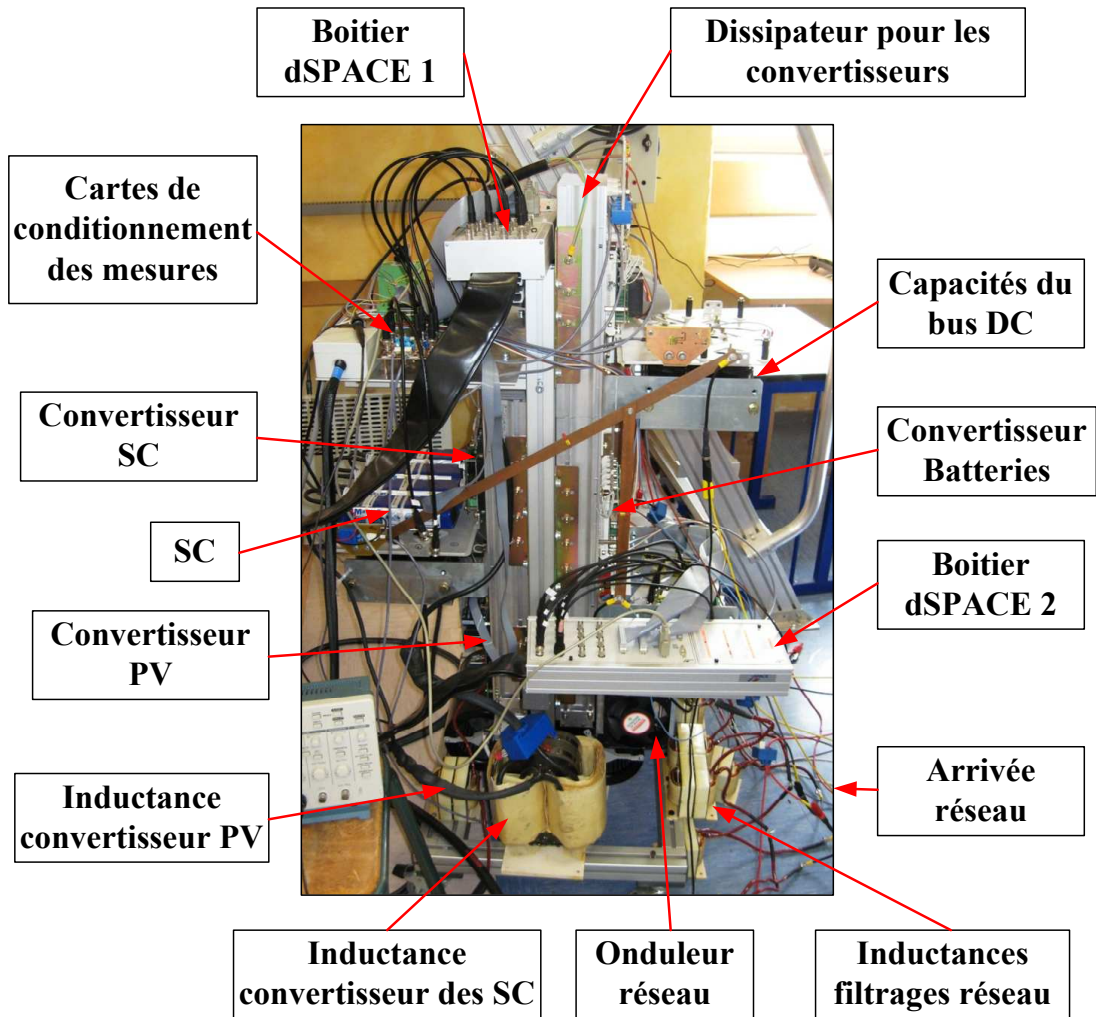 Boitier
dSPACE 1
Dissipateur pour les
convertisseurs
Cartes de
conditionnement
des mesures
Capacités du
bus DC
Convertisseur
SC
Convertisseur
Batteries
SC
Boitier
dSPACE 2
Convertisseur
PV
Inductance
convertisseur PV
Arrivée
réseau
Inductance
convertisseur des SC
Onduleur
réseau
Inductances
filtrages réseau